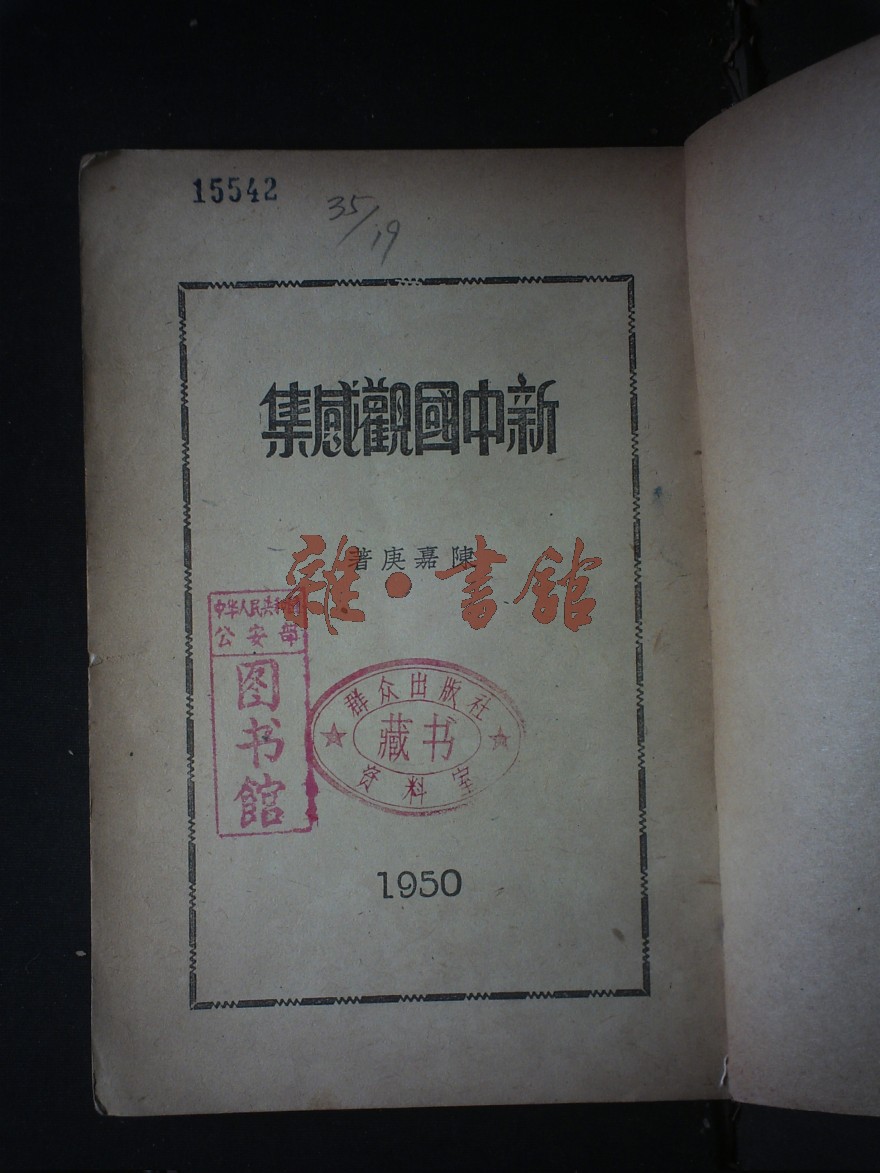 15542
35/19
新中國觀感集
陳嘉庚著
雜·書館
中华人民共和国
公安部
图书馆
群众出版社
藏书
资料室
1950